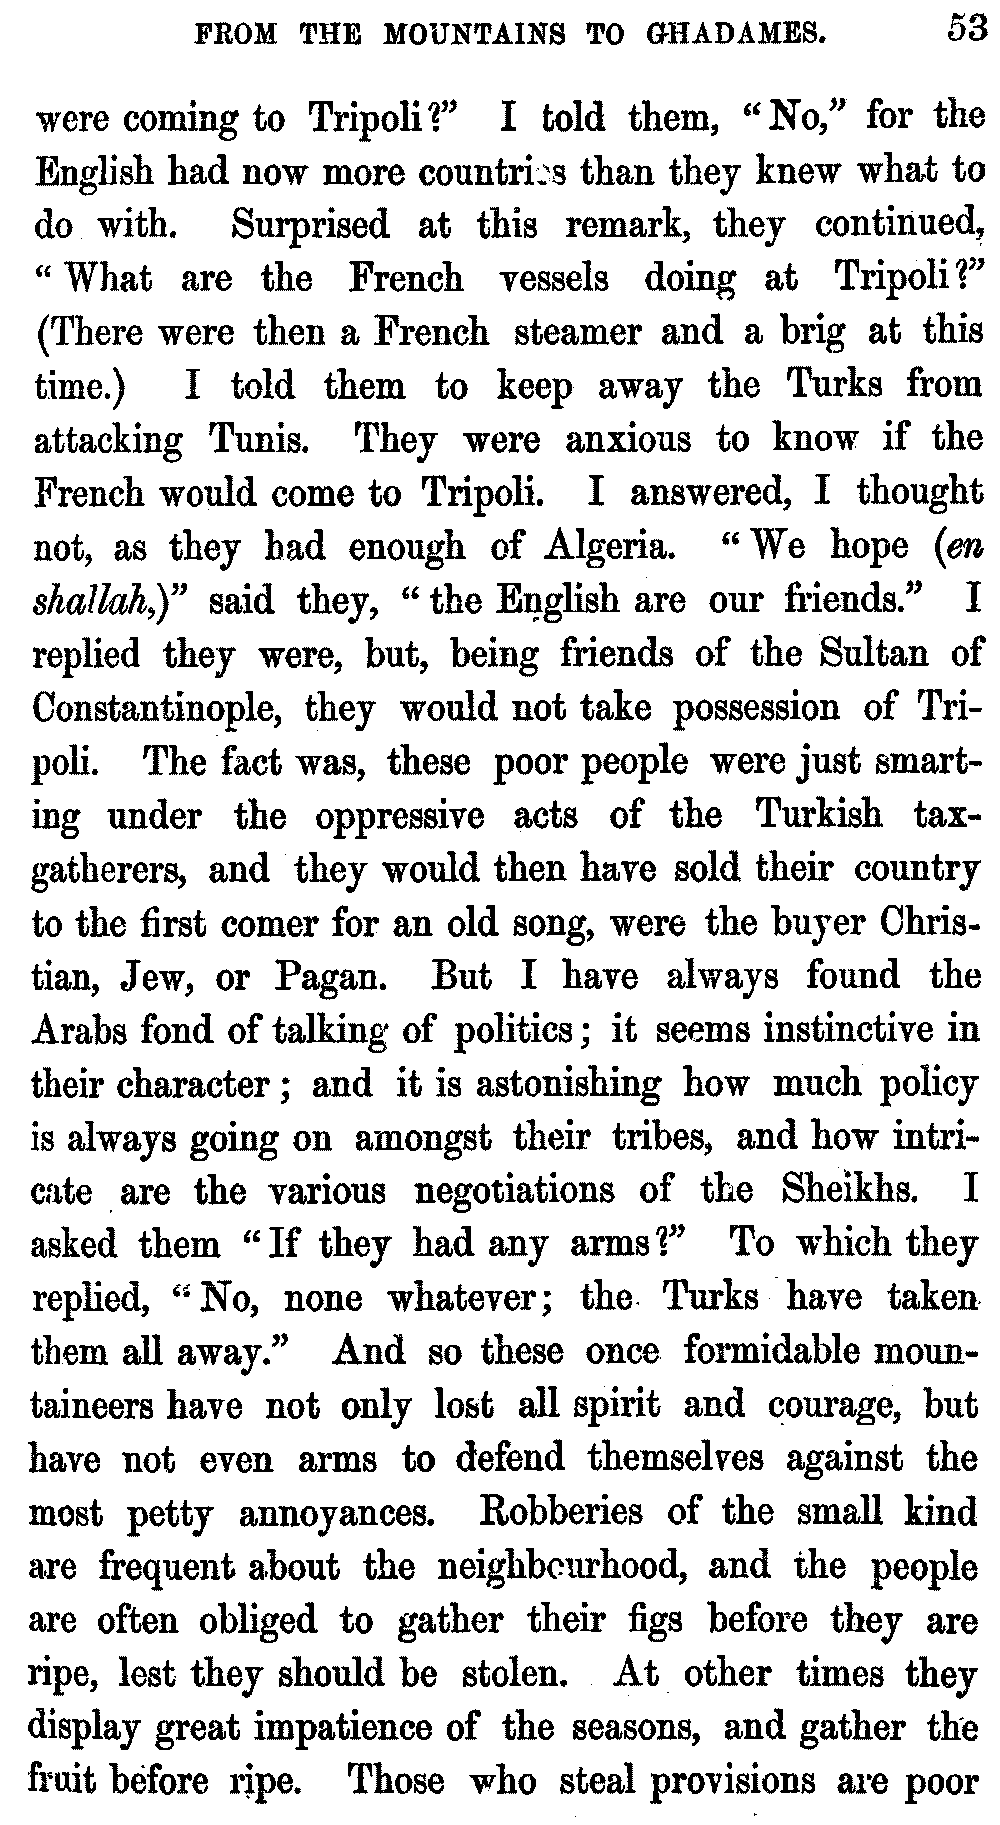 FROM THE MOUNTAINS TO GHADAMES. 53
were coming to Tripoli?" I told them, "No," for the
English had now more countries than they knew what to
do with. Surprised at this remark, they continued,
"What are the French vessels doing at Tripoli?"
(There were then a French steamer and a brig at this
time.) I told them to keep away the Turks from
attacking Tunis. They were anxious to know if the
French would come to Tripoli. I answered, I thought
not, as they had enough of Algeria. "We hope (en
shallah,)" said they, "the English are our friends." I
replied they were, but, being friends of the Sultan of
Constantinople, they would not take possession of Tri-
poli. The fact was, these poor people were just smart-
ing under the oppressive acts of the Turkish tax-
gatherers, and they would then have sold their country
to the first comer for an old song, were the buyer Chris-
tian, Jew, or Pagan. But I have always found the
Arabs fond of talking of politics; it seems instinctive in
their character; and it is astonishing how much policy
is always going on amongst their tribes, and how intri-
cate are the various negotiations of the Sheikhs. I
asked them "If they had any arms?" To which they
replied, "No, none whatever; the Turks have taken
them all away." And so these once formidable moun-
taineers have not only lost all spirit and courage, but
have not even arms to defend themselves against the
most petty annoyances. Robberies of the small kind
are frequent about the neighbourhood, and the people
are often obliged to gather their figs before they are
ripe, lest they should be stolen. At other times they
display great impatience of the seasons, and gather the
fruit before ripe. Those who steal provisions are poor